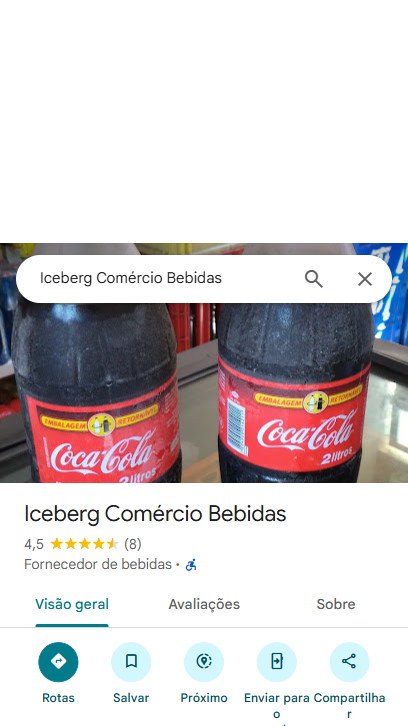 Iceberg Comércio Bebidas
EMBALAGEM RETORNÁVEL
Coca-Cola
2 litros
EMBALAGEM RETORNÁVEL
Coca-Cola
2 litros
Iceberg Comércio Bebidas
4,5 (8)
Fornecedor de bebidas ·
Visão geral Avaliações Sobre
Rotas Salvar Próximo Enviar para o Compartilhar